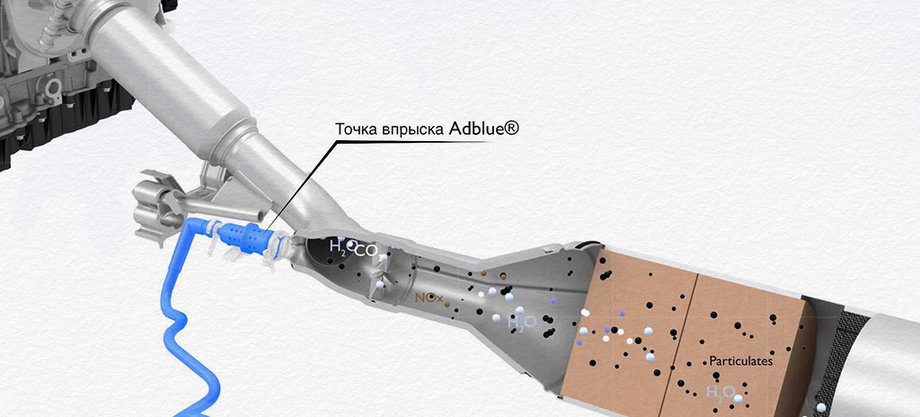 Точка впрыска Adblue®
H₂O
CO₂
NOx
H₂O
Particulates
H₂O